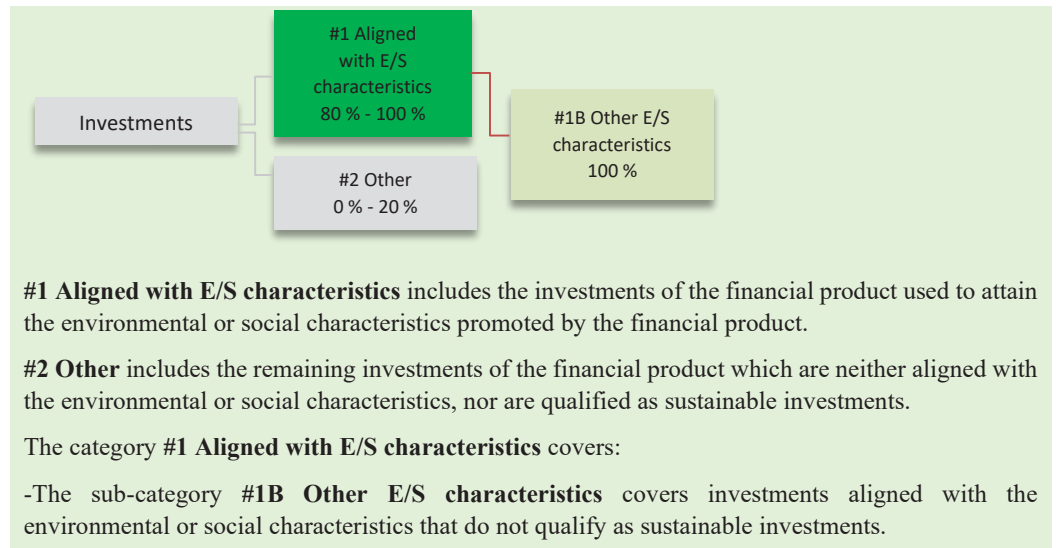 #1 Aligned
with E/S
characteristics
80 % - 100 %
Investments
#1B Other E/S
characteristics
100 %
#2 Other
0 % - 20 %
#1 Aligned with E/S characteristics includes the investments of the financial product used to attain
the environmental or social characteristics promoted by the financial product.
#2 Other includes the remaining investments of the financial product which are neither aligned with
the environmental or social characteristics, nor are qualified as sustainable investments.
The category #1 Aligned with E/S characteristics covers:
-The sub-category #1B Other E/S characteristics covers investments aligned with the
environmental or social characteristics that do not qualify as sustainable investments.